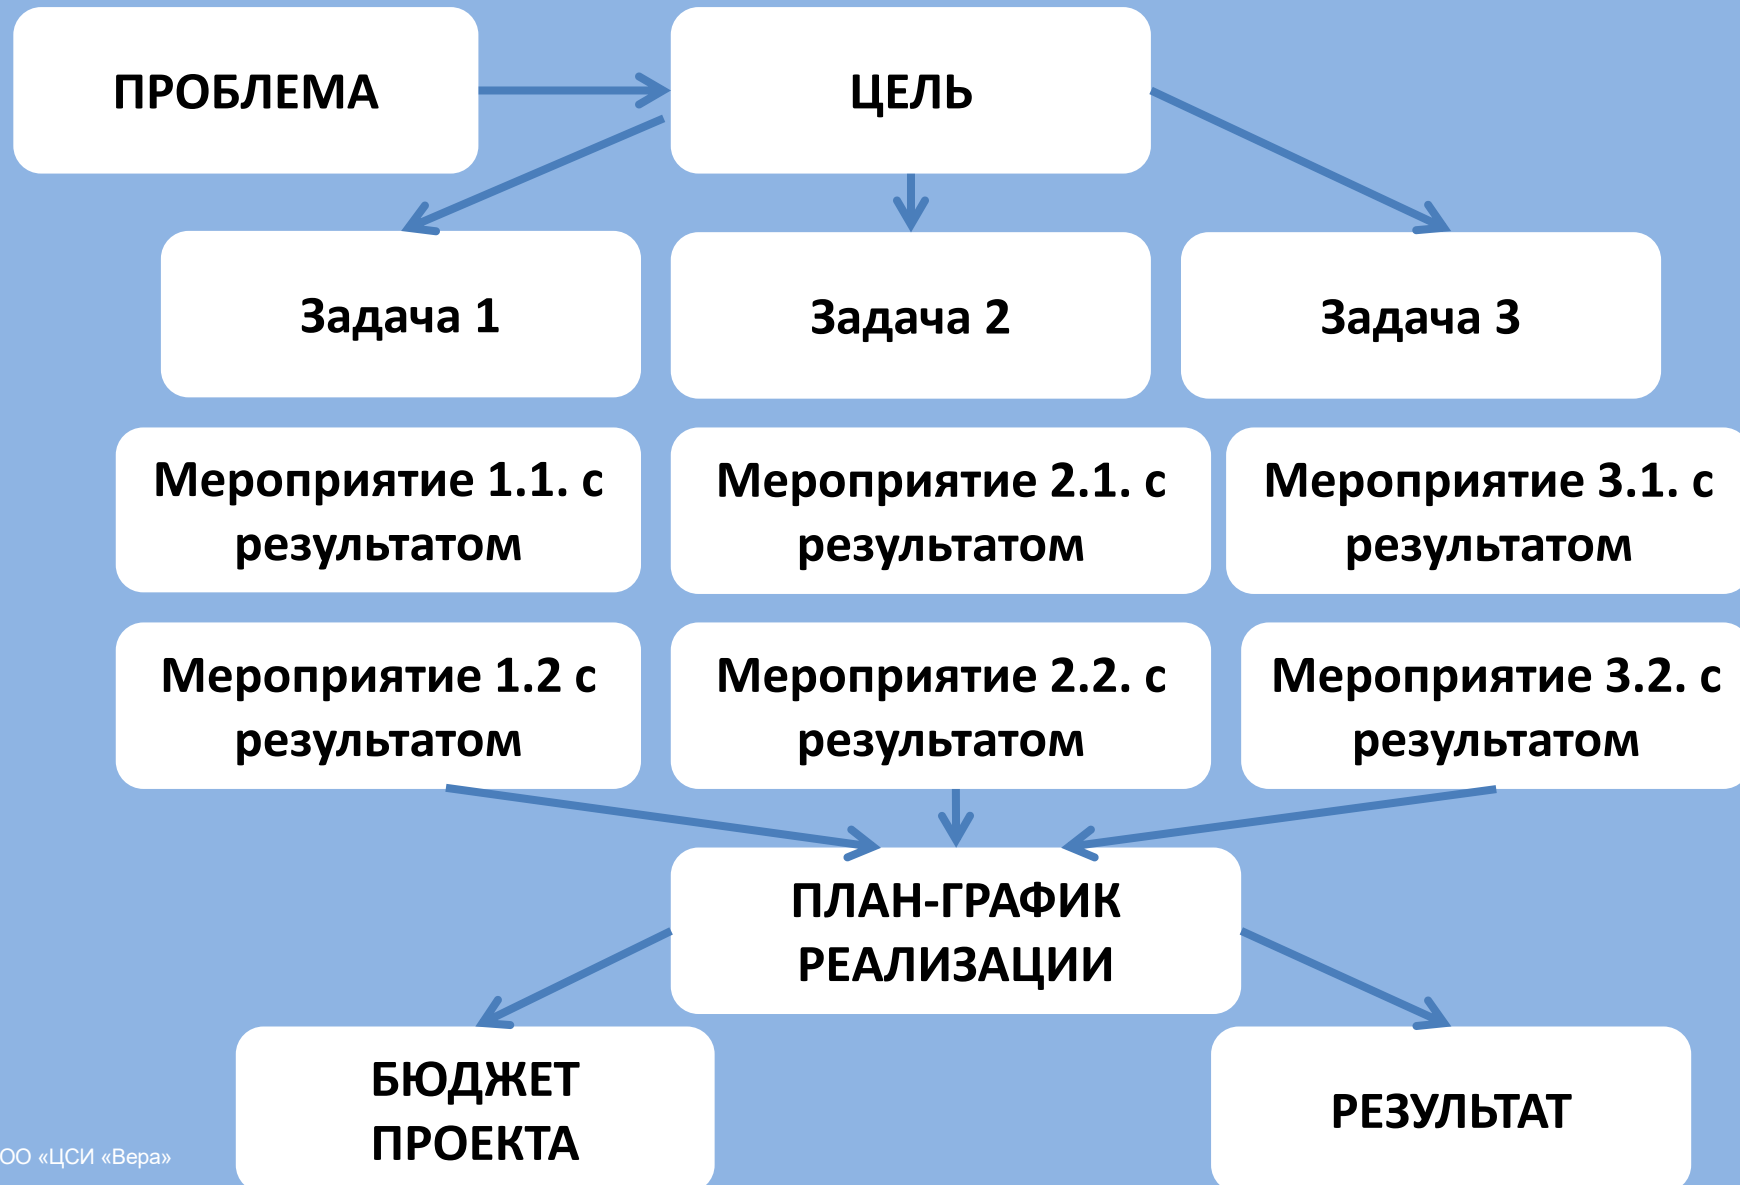 ПРОБЛЕМА
ЦЕЛЬ
Задача 1
Задача 2
Задача 3
Мероприятие 1.1. с
результатом
Мероприятие 2.1. с
результатом
Мероприятие 3.1. с
результатом
Мероприятие 1.2 с
результатом
Мероприятие 2.2. с
результатом
Мероприятие 3.2. с
результатом
ПЛАН-ГРАФИК
РЕАЛИЗАЦИИ
БЮДЖЕТ
ПРОЕКТА
РЕЗУЛЬТАТ
ОО «ЦСИ «Вера»